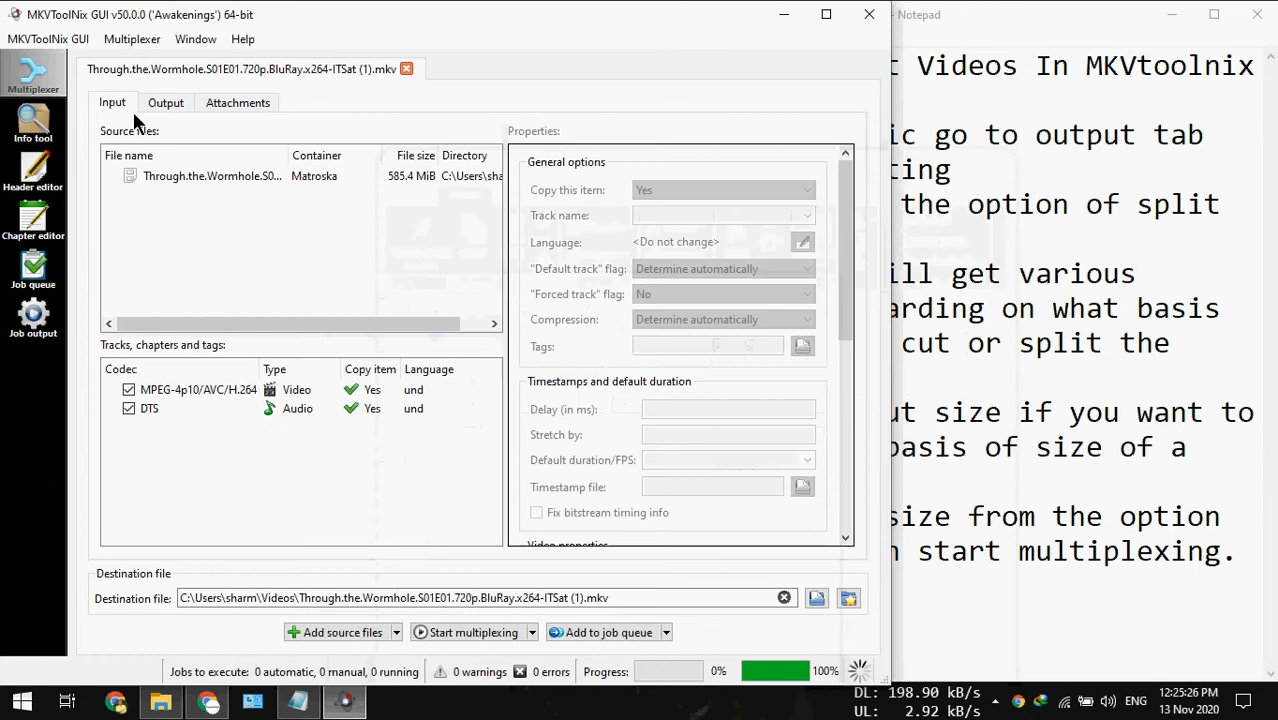 MKVToolNix GUI v50.0.0 ('Awakenings') 64-bit
- Notepad
MKVToolNix GUI Multiplexer Window Help
Through.the.Wormhole.S01E01.720p.BluRay.x264-ITSat (1).mkv
Multiplexer
Info tool
Header editor
Chapter editor
Job queue
Job output
Input Output Attachments
Source files:
File name Container File size Directory
Through.the.Wormhole.S0... Matroska 585.4 MiB C:\Users\sha
Tracks, chapters and tags:
Codec Type Copy item Language
MPEG-4p10/AVC/H.264 Video Yes und
DTS Audio Yes und
Properties:
General options
Copy this item: Yes
Track name:
Language: <Do not change>
"Default track" flag: Determine automatically
"Forced track" flag: No
Compression: Determine automatically
Tags:
Timestamps and default duration
Delay (in ms):
Stretch by:
Default duration/FPS:
Timestamp file:
Fix bitstream timing info
Video properties
Destination file
Destination file: C:\Users\sharm\Videos\Through.the.Wormhole.S01E01.720p.BluRay.x264-ITSat (1).mkv
Add source files Start multiplexing Add to job queue
Jobs to execute: 0 automatic, 0 manual, 0 running 0 warnings 0 errors Progress: 0% 100%
t Videos In MKVtoolnix
ic go to output tab
ting
the option of split
ill get various
arding on what basis
cut or split the
ut size if you want to
basis of size of a
size from the option
n start multiplexing.
DL: 198.90 kB/s
UL: 2.92 kB/s
ENG
12:25:26 PM
13 Nov 2020